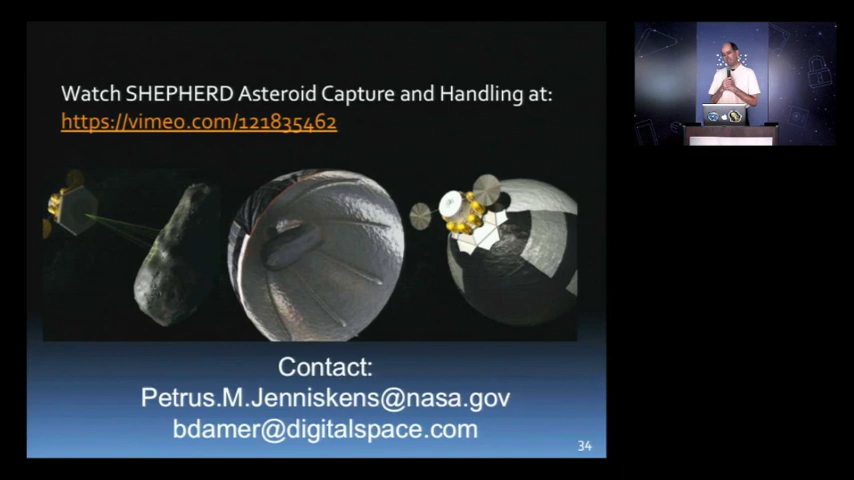 Watch SHEPHERD Asteroid Capture and Handling at:
https://vimeo.com/121835462
Contact:
Petrus.M.Jenniskens@nasa.gov
bdamer@digitalspace.com
34